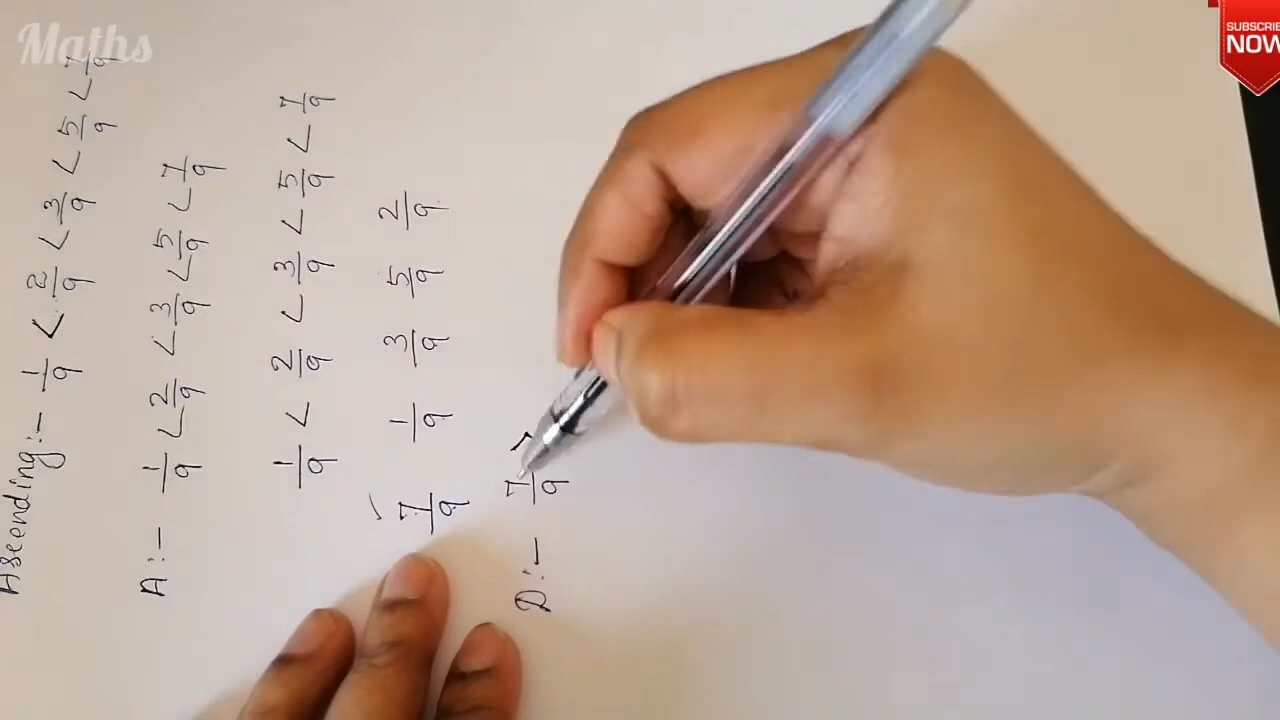 Maths
SUBSCRIBE
NOW
Ascending:- 1/9 < 2/9 < 3/9 < 5/9 < 7/9
A:- 1/9 < 2/9 < 3/9 < 5/9 < 7/9
1/9 < 2/9 < 3/9 < 5/9 < 7/9
7/9 1/9 3/9 5/9 2/9
D:- 7/9